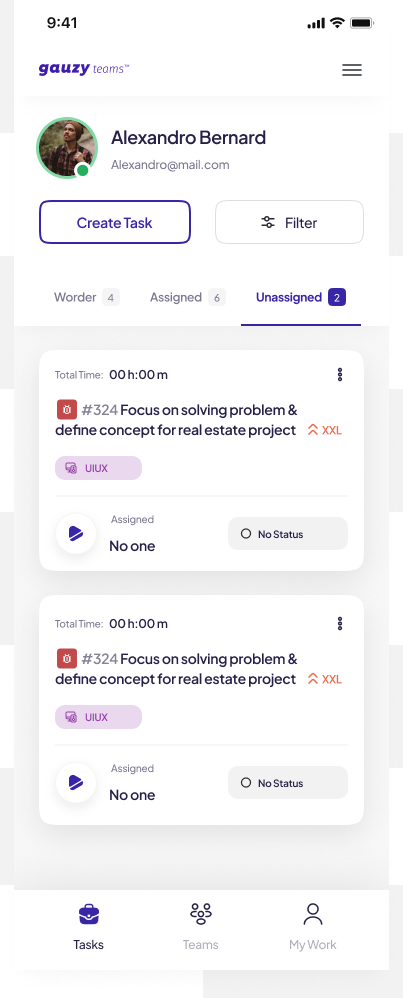 9:41
gauzy teams™
Alexandro Bernard
Alexandro@mail.com
Create Task
Filter
Worder 4
Assigned 6
Unassigned 2
Total Time: 00 h:00 m
#324 Focus on solving problem &
define concept for real estate project XXL
UIUX
Assigned
No one
No Status
Total Time: 00 h:00 m
#324 Focus on solving problem &
define concept for real estate project XXL
UIUX
Assigned
No one
No Status
Tasks
Teams
My Work